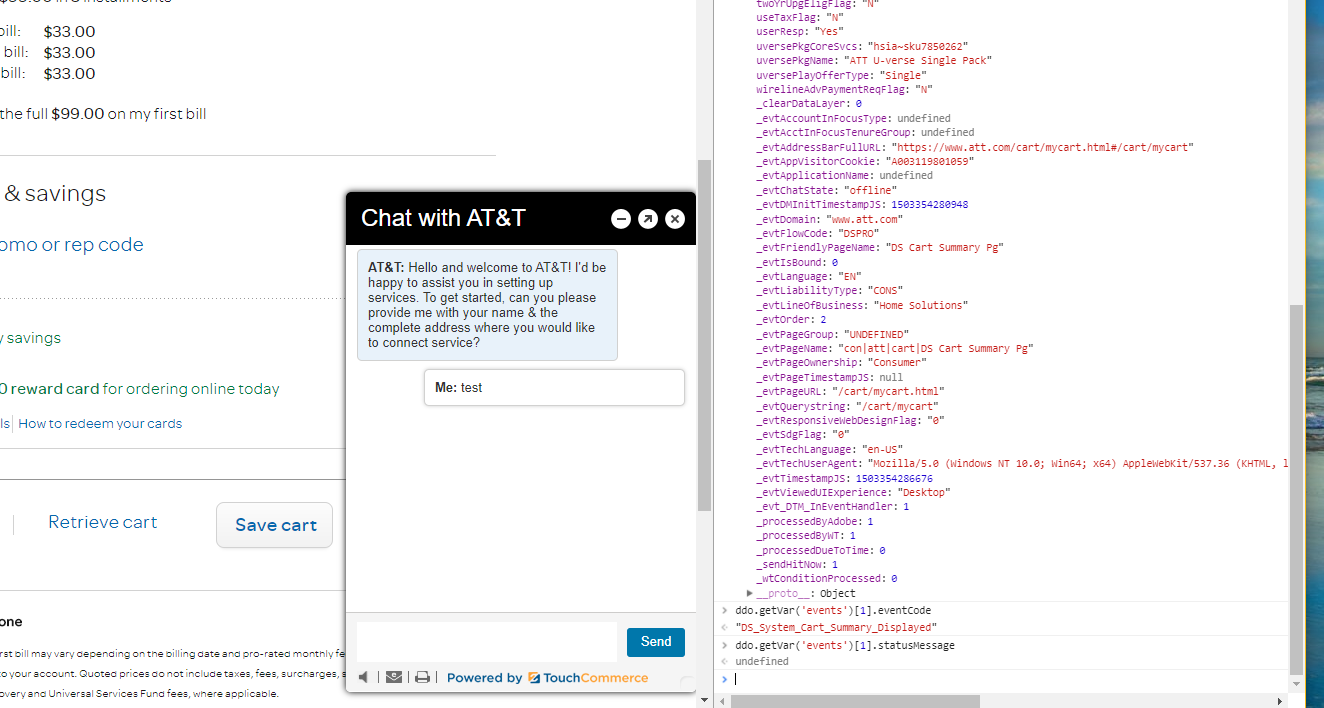 bill: $33.00
bill: $33.00
bill: $33.00
the full $99.00 on my first bill
& savings
omo or rep code
y savings
0 reward card for ordering online today
ls How to redeem your cards
Retrieve cart
Save cart
one
rst bill may vary depending on the billing date and pro-rated monthly fe
to your account. Quoted prices do not include taxes, fees, surcharges, s
overy and Universal Services Fund fees, where applicable.
Chat with AT&T
AT&T: Hello and welcome to AT&T! I'd be
happy to assist you in setting up
services. To get started, can you please
provide me with your name & the
complete address where you would like
to connect service?
Me: test
Send
Powered by TouchCommerce
twoYrUpgEligFlag: "N"
useTaxFlag: "N"
userResp: "Yes"
uversePkgCoreSvcs: "hsia~sku7850262"
uversePkgName: "ATT U-verse Single Pack"
uversePlayOfferType: "Single"
wirelineAdvPaymentReqFlag: "N"
_clearDataLayer: 0
_evtAccountInFocusType: undefined
_evtAcctInFocusTenureGroup: undefined
_evtAddressBarFullURL: "https://www.att.com/cart/mycart.html#/cart/mycart"
_evtAppVisitorCookie: "A003119801059"
_evtApplicationName: undefined
_evtChatState: "offline"
_evtDMInitTimestampJS: 1503354280948
_evtDomain: "www.att.com"
_evtFlowCode: "DSPRO"
_evtFriendlyPageName: "DS Cart Summary Pg"
_evtIsBound: 0
_evtLanguage: "EN"
_evtLiabilityType: "CONS"
_evtLineOfBusiness: "Home Solutions"
_evtOrder: 2
_evtPageGroup: "UNDEFINED"
_evtPageName: "con|att|cart|DS Cart Summary Pg"
_evtPageOwnership: "Consumer"
_evtPageTimestampJS: null
_evtPageURL: "/cart/mycart.html"
_evtQuerystring: "/cart/mycart"
_evtResponsiveWebDesignFlag: "0"
_evtSdgFlag: "0"
_evtTechLanguage: "en-US"
_evtTechUserAgent: "Mozilla/5.0 (Windows NT 10.0; Win64; x64) AppleWebKit/537.36 (KHTML, l
_evtTimestampJS: 1503354286676
_evtViewedUIExperience: "Desktop"
_evt_DTM_InEventHandler: 1
_processedByAdobe: 1
_processedByWT: 1
_processedDueToTime: 0
_sendHitNow: 1
_wtConditionProcessed: 0
__proto__: Object
ddo.getVar('events')[1].eventCode
"DS_System_Cart_Summary_Displayed"
ddo.getVar('events')[1].statusMessage
undefined